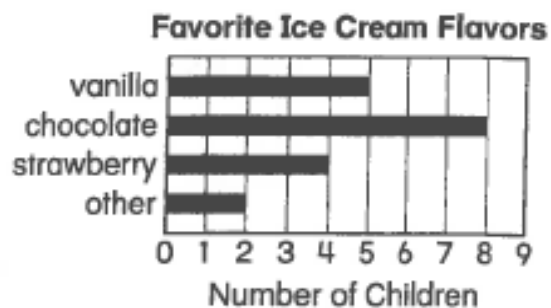 Favorite Ice Cream Flavors
vanilla
chocolate
strawberry
other
0 1 2 3 4 5 6 7 8 9
Number of Children